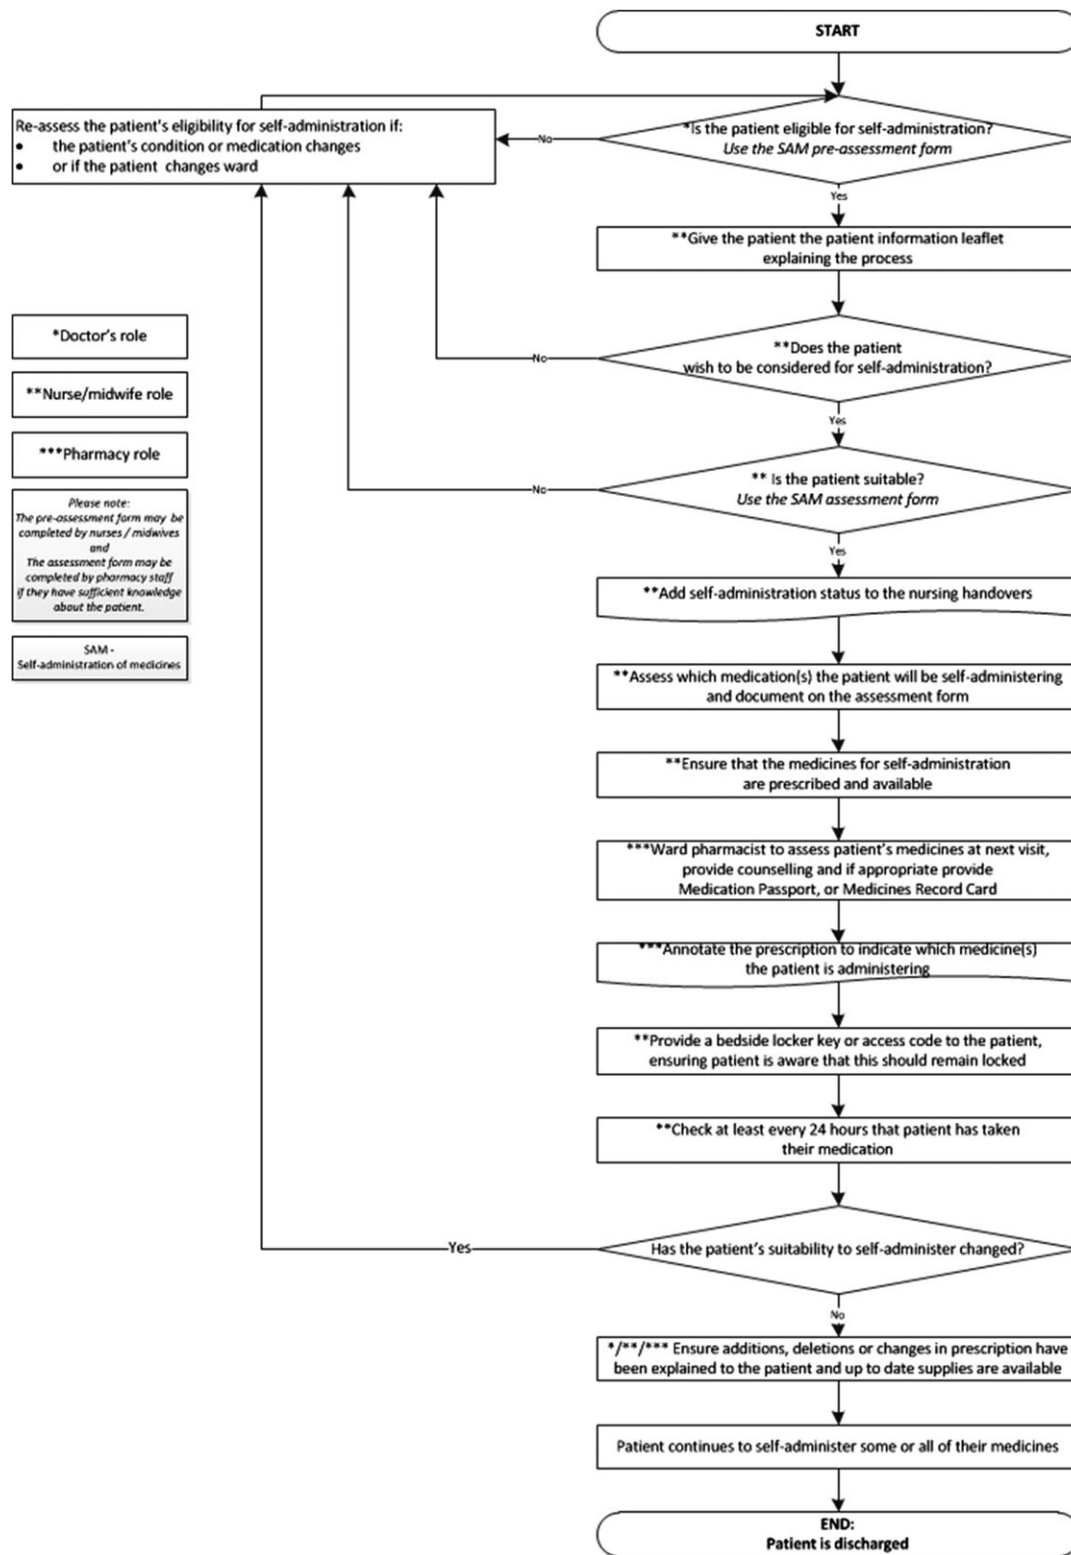 START
*Is the patient eligible for self-administration?
Use the SAM pre-assessment form
No
Re-assess the patient's eligibility for self-administration if:
• the patient's condition or medication changes
• or if the patient changes ward
Yes
**Give the patient the patient information leaflet
explaining the process
**Does the patient
wish to be considered for self-administration?
No
Yes
** Is the patient suitable?
Use the SAM assessment form
No
Yes
*Doctor's role
**Nurse/midwife role
***Pharmacy role
Please note:
The pre-assessment form may be
completed by nurses / midwives
and
The assessment form may be
completed by pharmacy staff
if they have sufficient knowledge
about the patient.
SAM -
Self-administration of medicines
**Add self-administration status to the nursing handovers
**Assess which medication(s) the patient will be self-administering
and document on the assessment form
**Ensure that the medicines for self-administration
are prescribed and available
***Ward pharmacist to assess patient's medicines at next visit,
provide counselling and if appropriate provide
Medication Passport, or Medicines Record Card
***Annotate the prescription to indicate which medicine(s)
the patient is administering
**Provide a bedside locker key or access code to the patient,
ensuring patient is aware that this should remain locked
**Check at least every 24 hours that patient has taken
their medication
Has the patient's suitability to self-administer changed?
Yes
No
*/**/*** Ensure additions, deletions or changes in prescription have
been explained to the patient and up to date supplies are available
Patient continues to self-administer some or all of their medicines
END:
Patient is discharged